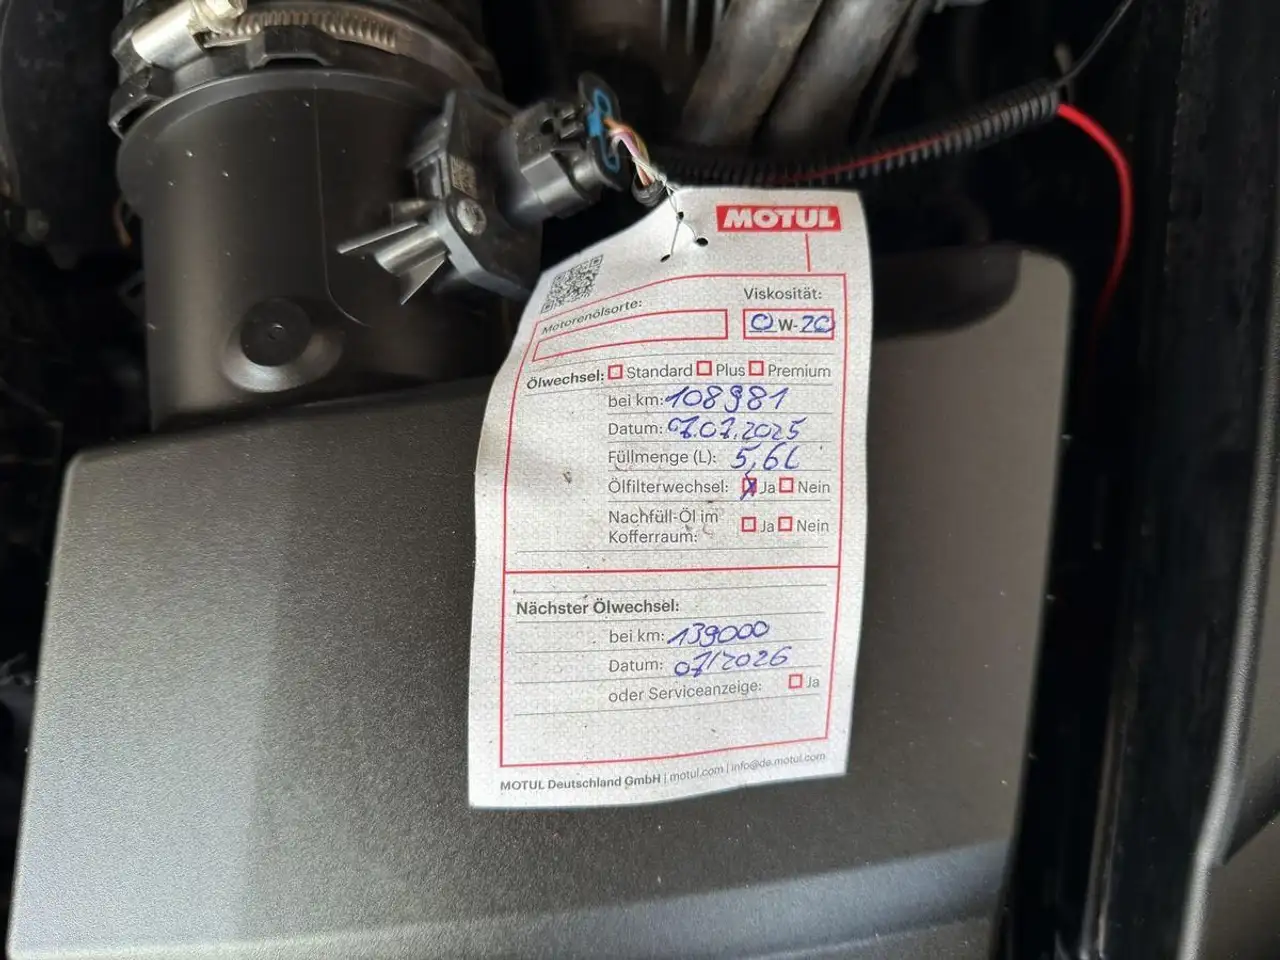 MOTUL
Viskosität:
Motorenölsorte:
0 W-20
Ölwechsel: Standard Plus Premium
bei km: 108981
Datum: 07.07.2025
Füllmenge (L): 5,6L
Ölfilterwechsel: Ja Nein
Nachfüll-Öl im
Kofferraum: Ja Nein
Nächster Ölwechsel:
bei km: 139000
Datum: 07/2026
oder Serviceanzeige: Ja
MOTUL Deutschland GmbH | motul.com | info@de.motul.com